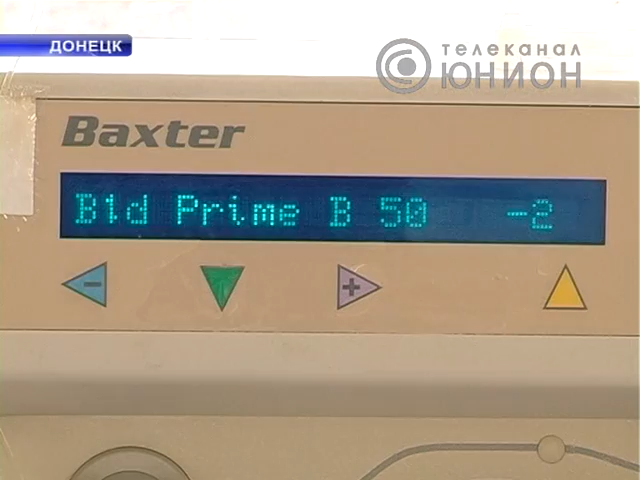 ДОНЕЦК
телеканал
ЮНИОН
Baxter
Bld Prime B 50 -2
- +